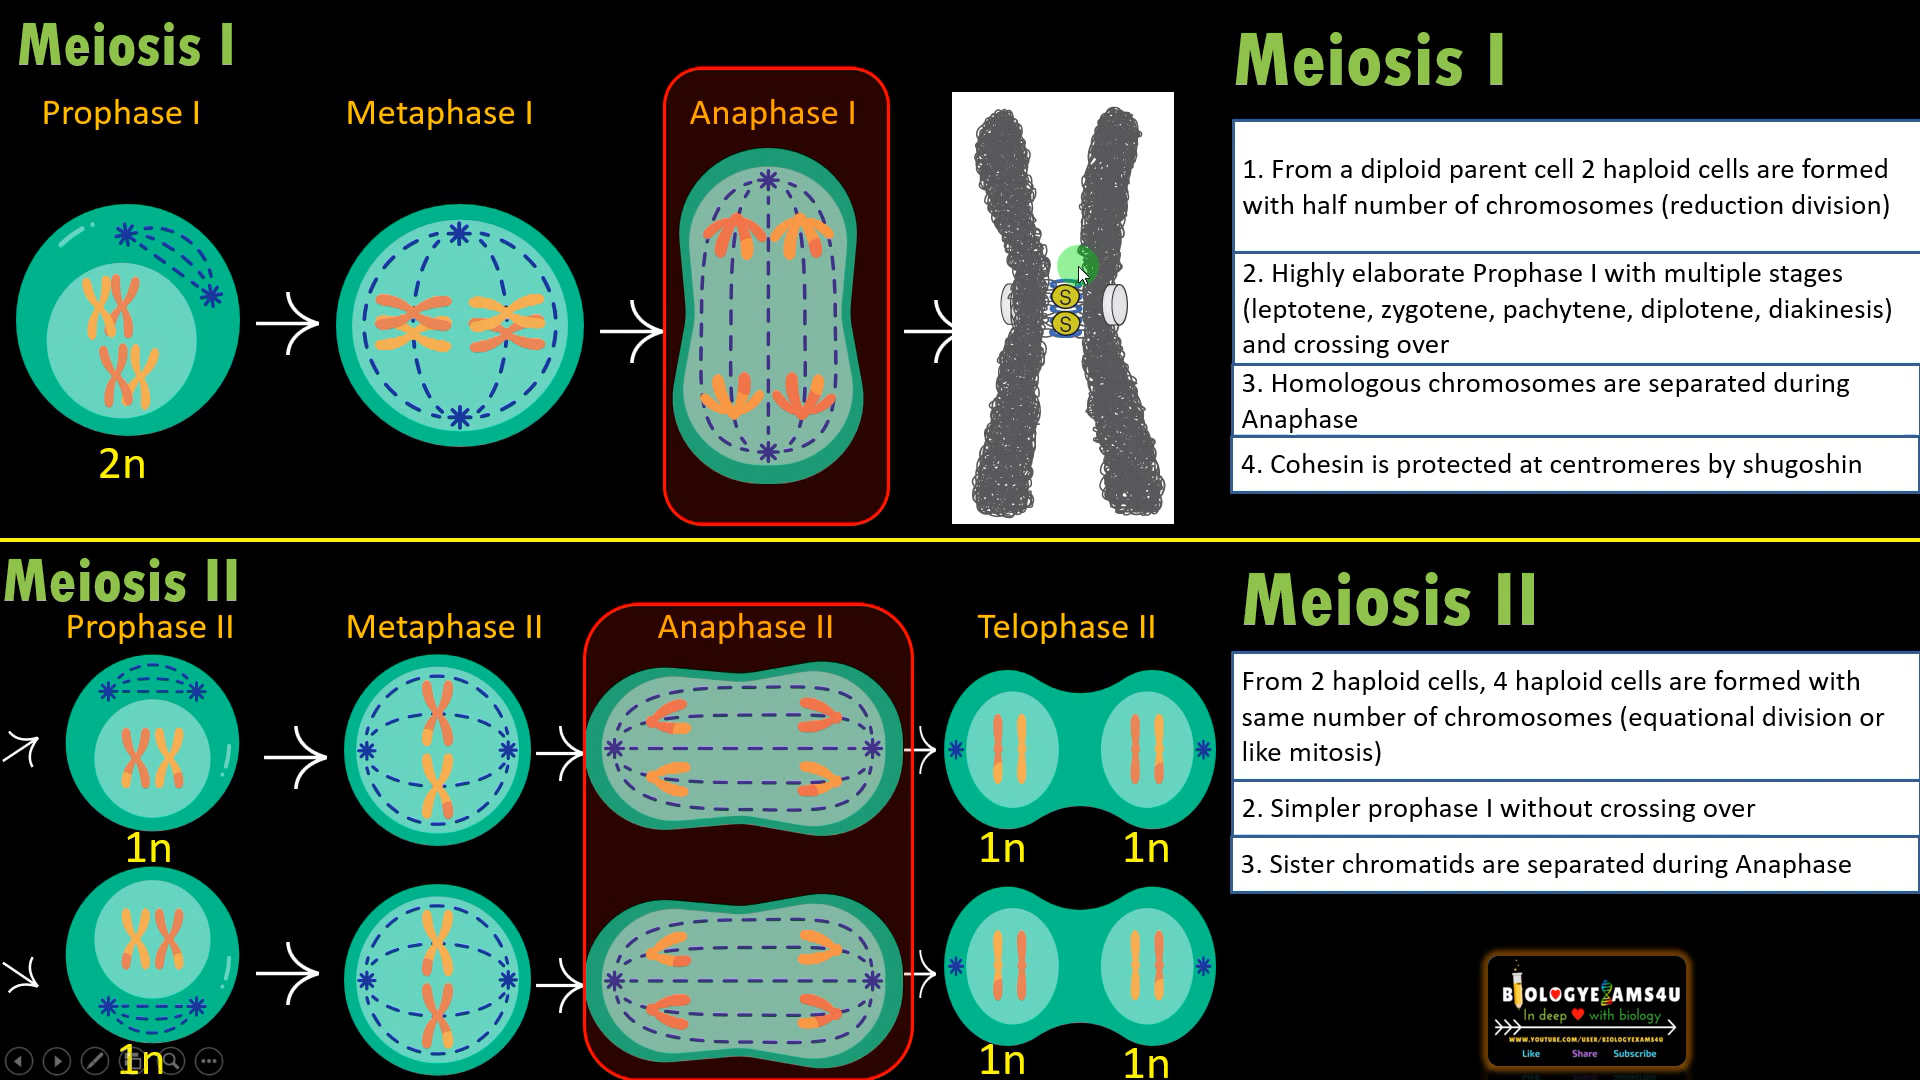 Meiosis I
Prophase I
Metaphase I
Anaphase I
2n
S
S
Meiosis I
1. From a diploid parent cell 2 haploid cells are formed
with half number of chromosomes (reduction division)
2. Highly elaborate Prophase I with multiple stages
(leptotene, zygotene, pachytene, diplotene, diakinesis)
and crossing over
3. Homologous chromosomes are separated during
Anaphase
4. Cohesin is protected at centromeres by shugoshin
Meiosis II
Prophase II
Metaphase II
Anaphase II
Telophase II
1n
1n
1n
1n
1n
1n
Meiosis II
From 2 haploid cells, 4 haploid cells are formed with
same number of chromosomes (equational division or
like mitosis)
2. Simpler prophase I without crossing over
3. Sister chromatids are separated during Anaphase
BIOLOGYEXAMS4U
In deep ❤ with biology
WWW.YOUTUBE.COM/USER/BIOLOGYEXAMS4U
Like Share Subscribe